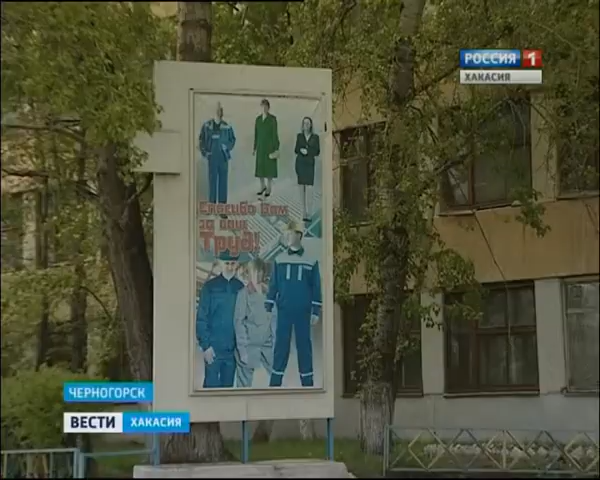 РОССИЯ 1
ХАКАСИЯ
Спасибо Вам
за ваш
Труд!
ЧЕРНОГОРСК
ВЕСТИ ХАКАСИЯ